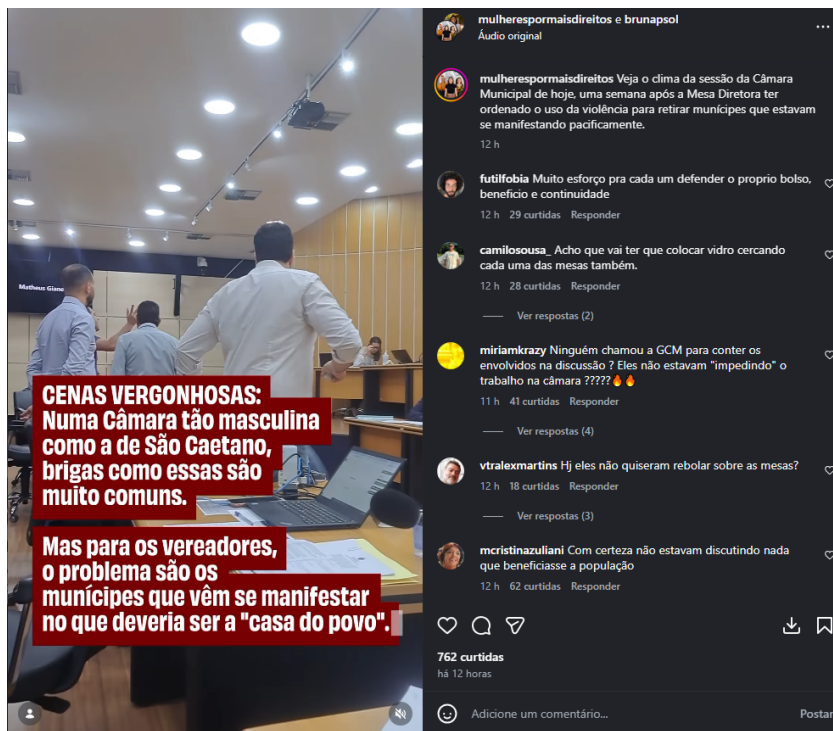 Matheus Giano
CENAS VERGONHOSAS:
Numa Câmara tão masculina
como a de São Caetano,
brigas como essas são
muito comuns.
Mas para os vereadores,
o problema são os
munícipes que vêm se manifestar
no que deveria ser a "casa do povo".
mulherespormaisdireitos e brunapsol
Áudio original
mulherespormaisdireitos Veja o clima da sessão da Câmara
Municipal de hoje, uma semana após a Mesa Diretora ter
ordenado o uso da violência para retirar munícipes que estavam
se manifestando pacificamente.
12 h
futilfobia Muito esforço pra cada um defender o proprio bolso,
beneficio e continuidade
12 h 29 curtidas Responder
camilosousa_ Acho que vai ter que colocar vidro cercando
cada uma das mesas também.
12 h 28 curtidas Responder
Ver respostas (2)
miriamkrazy Ninguém chamou a GCM para conter os
envolvidos na discussão ? Eles não estavam "impedindo" o
trabalho na câmara ?????🔥🔥
11 h 41 curtidas Responder
Ver respostas (4)
vtralexmartins Hj eles não quiseram rebolar sobre as mesas?
12 h 18 curtidas Responder
Ver respostas (3)
mcristinazuliani Com certeza não estavam discutindo nada
que beneficiasse a população
12 h 62 curtidas Responder
762 curtidas
há 12 horas
Adicione um comentário...
Postar